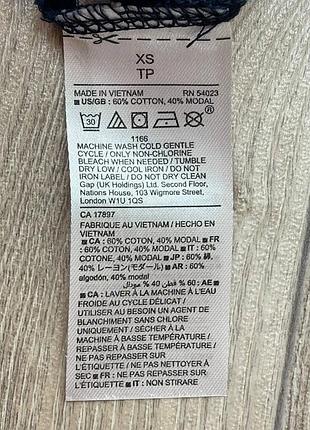 XS
TP
MADE IN VIETNAM RN 54023
■ US/GB : 60% COTTON, 40% MODAL
30
1166
MACHINE WASH COLD GENTLE
CYCLE / ONLY NON-CHLORINE
BLEACH WHEN NEEDED / TUMBLE
DRY LOW / COOL IRON / DO NOT
IRON LABEL / DO NOT DRY CLEAN
Gap (UK Holdings) Ltd. Second Floor,
Nations House, 103 Wigmore Street,
London W1U 1QS
CA 17897
FABRIQUÉ AU VIETNAM / HECHO EN
VIETNAM
■ CA : 60% COTON, 40% MODAL ■ FR
: 60% COTON, 40% MODAL ■ IT : 60%
COTONE, 40% MODAL ■ JP : 60% 綿,
40% レーヨン(モダール) ■ AR : 60%
algodón, 40% modal
■ AE : 60 % قطن 40 % مودال
■ CA : LAVER À LA MACHINE À L'EAU
FROIDE AU CYCLE DÉLICAT /
UTILISER AU BESOIN UN AGENT DE
BLANCHIMENT SANS CHLORE
UNIQUEMENT / SÉCHER À LA
MACHINE À BASSE TEMPÉRATURE /
REPASSER À BASSE TEMPÉRATURE
/ NE PAS REPASSER SUR
L'ÉTIQUETTE / NE PAS NETTOYER À
SEC ■ FR : NE PAS REPASSER SUR
L'ÉTIQUETTE ■ IT : NON STIRARE